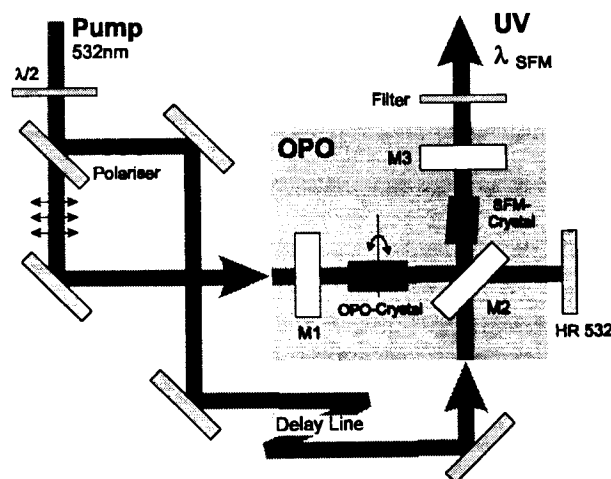 Pump
532nm
λ/2
Polariser
UV
λ SFM
Filter
OPO
M3
SFM-
Crystal
OPO-Crystal
M1
M2
HR 532
Delay Line